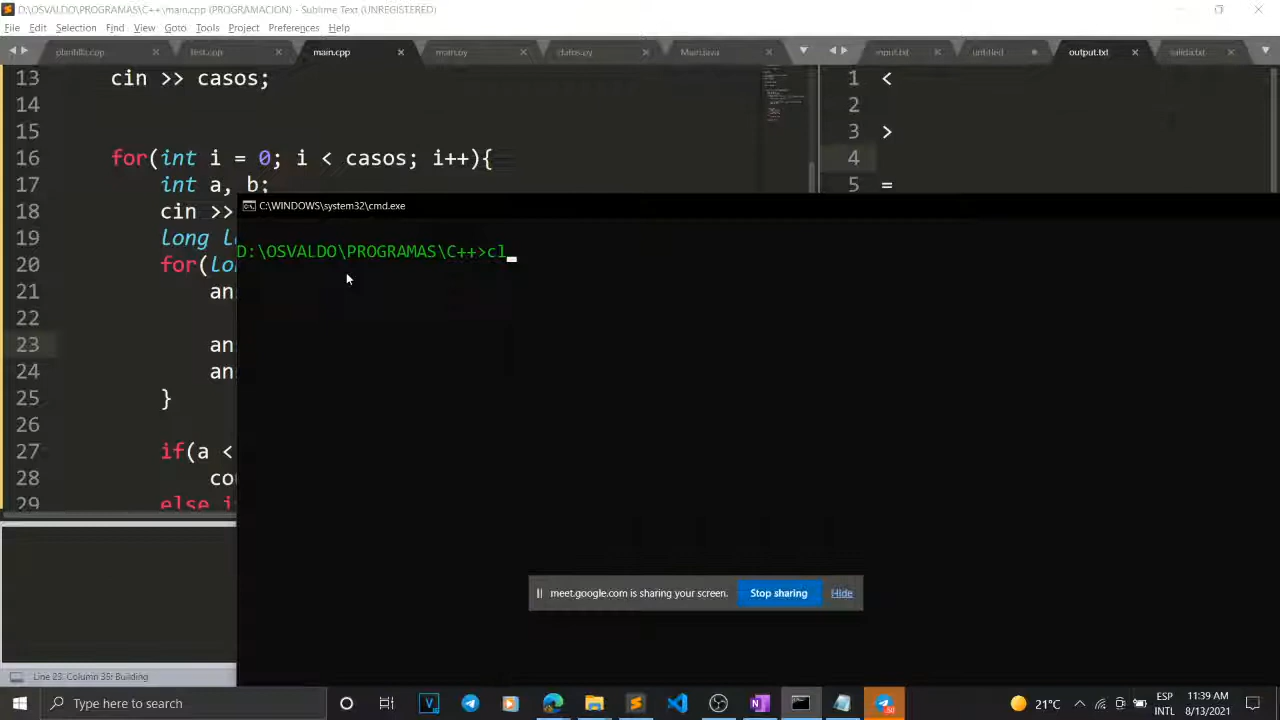 D:\OSVALDO\PROGRAMAS\C++\main.cpp (PROGRAMACION) - Sublime Text (UNREGISTERED)
File Edit Selection Find View Goto Tools Project Preferences Help
plantilla.cpp test.cpp main.cpp main.py datos.py Main.java input.txt untitled output.txt salida.txt
13 cin >> casos;
14
15
16 for(int i = 0; i < casos; i++){
17 int a, b;
18 cin >>
19 long l
20 for(lo
21 an
22
23 an
24 an
25 }
26
27 if(a <
28 co
29 else i
1 <
2
3 >
4
5 =
C:\WINDOWS\system32\cmd.exe
D:\OSVALDO\PROGRAMAS\C++>cl
meet.google.com is sharing your screen. Stop sharing Hide
Line 23: Column 35: Building
Type here to search
21°C
ESP
INTL
11:39 AM
8/13/2021